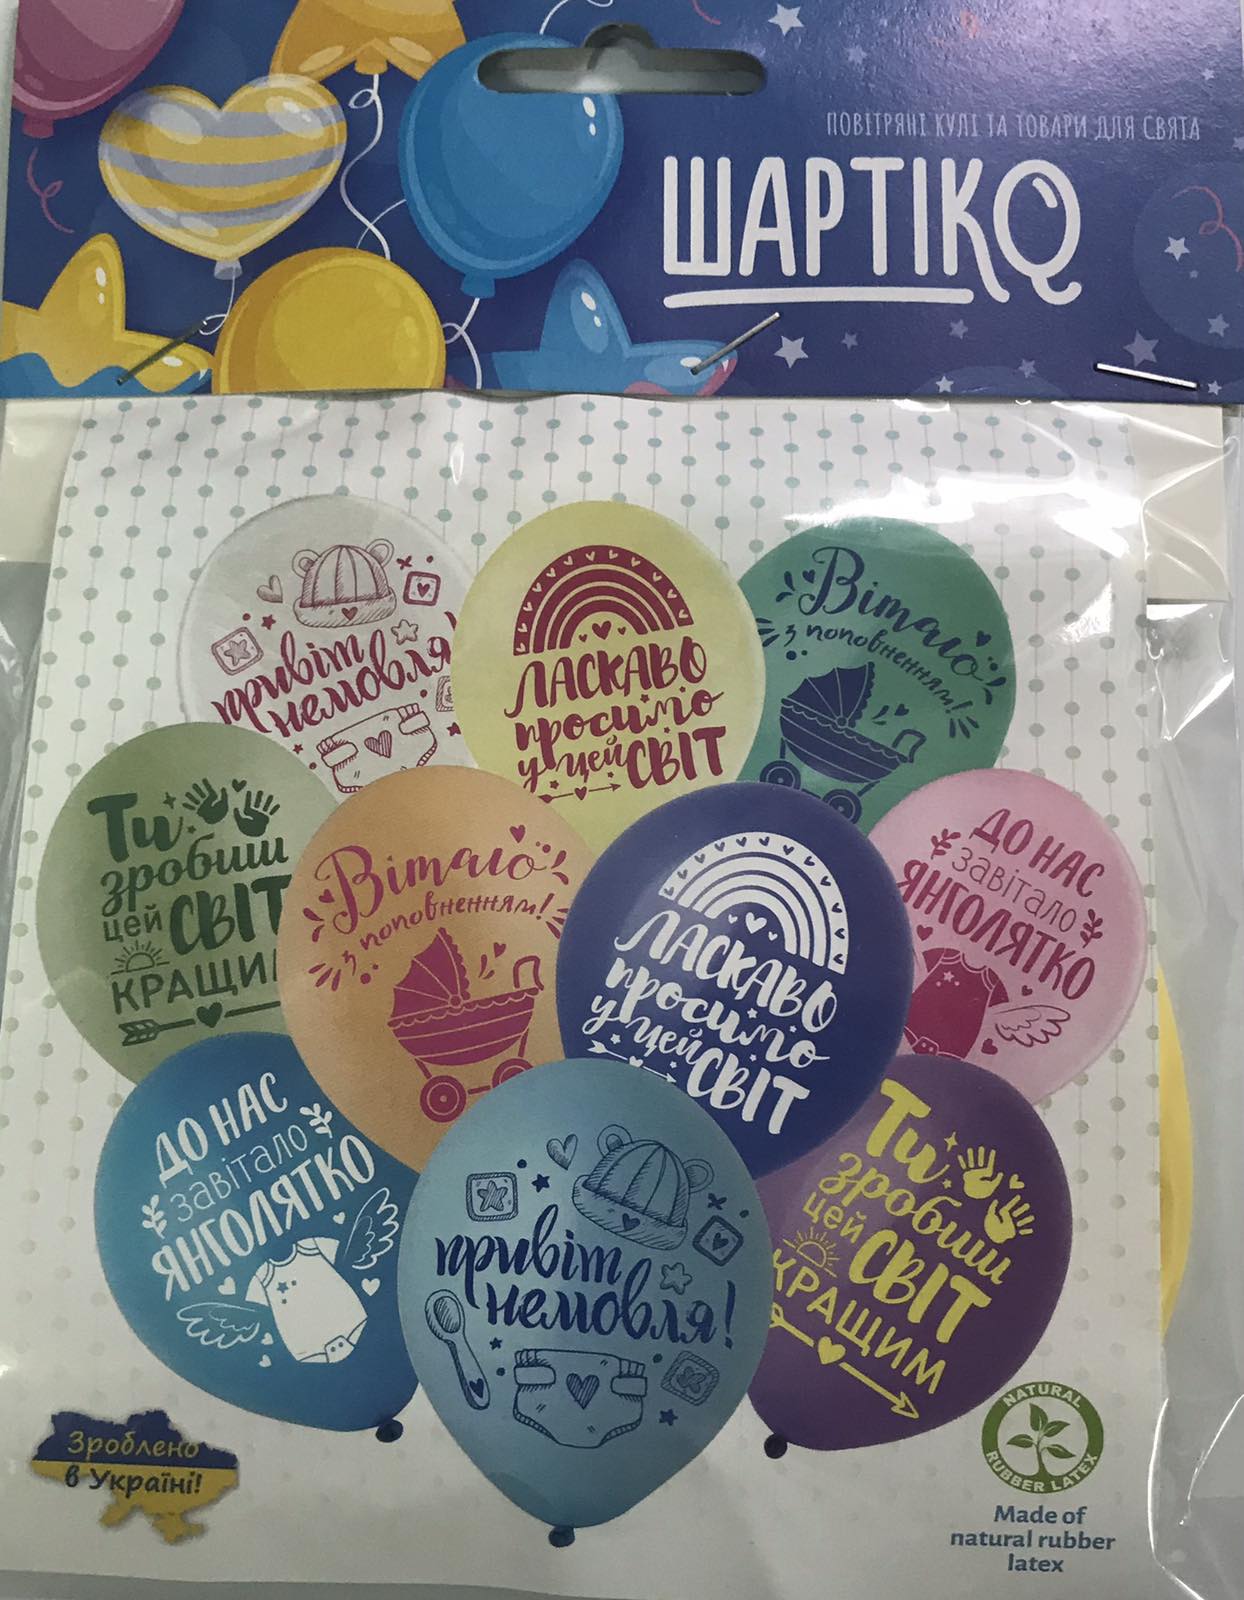 ПОВІТРЯНІ КУЛІ ТА ТОВАРИ ДЛЯ СВЯТА
ШАРТІКО
привіт
немовля!
ЛАСКАВО
просимо
у цей СВІТ
Вітаю
з поповненням!
Ти
зробиш
цей СВІТ
КРАЩИМ
Вітаю
з поповненням!
ЛАСКАВО
просимо
у цей
СВІТ
ДО НАС
завітало
ЯНГОЛЯТКО
ДО НАС
завітало
ЯНГОЛЯТКО
привіт
немовля!
Ти
зробиш
цей СВІТ
КРАЩИМ
Зроблено
в Україні!
NATURAL
RUBBER LATEX
Made of
natural rubber
latex